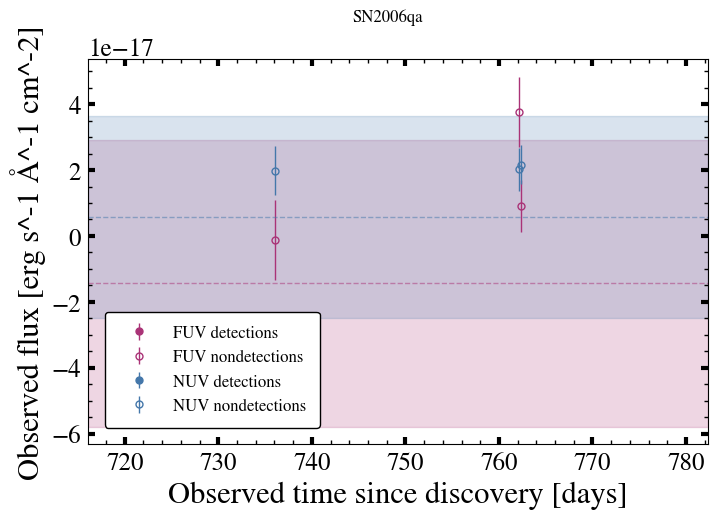 SN2006qa
1e−17
Observed flux [erg s^-1 Å^-1 cm^-2]
4
2
0
−2
−4
−6
FUV detections
FUV nondetections
NUV detections
NUV nondetections
720 730 740 750 760 770 780
Observed time since discovery [days]